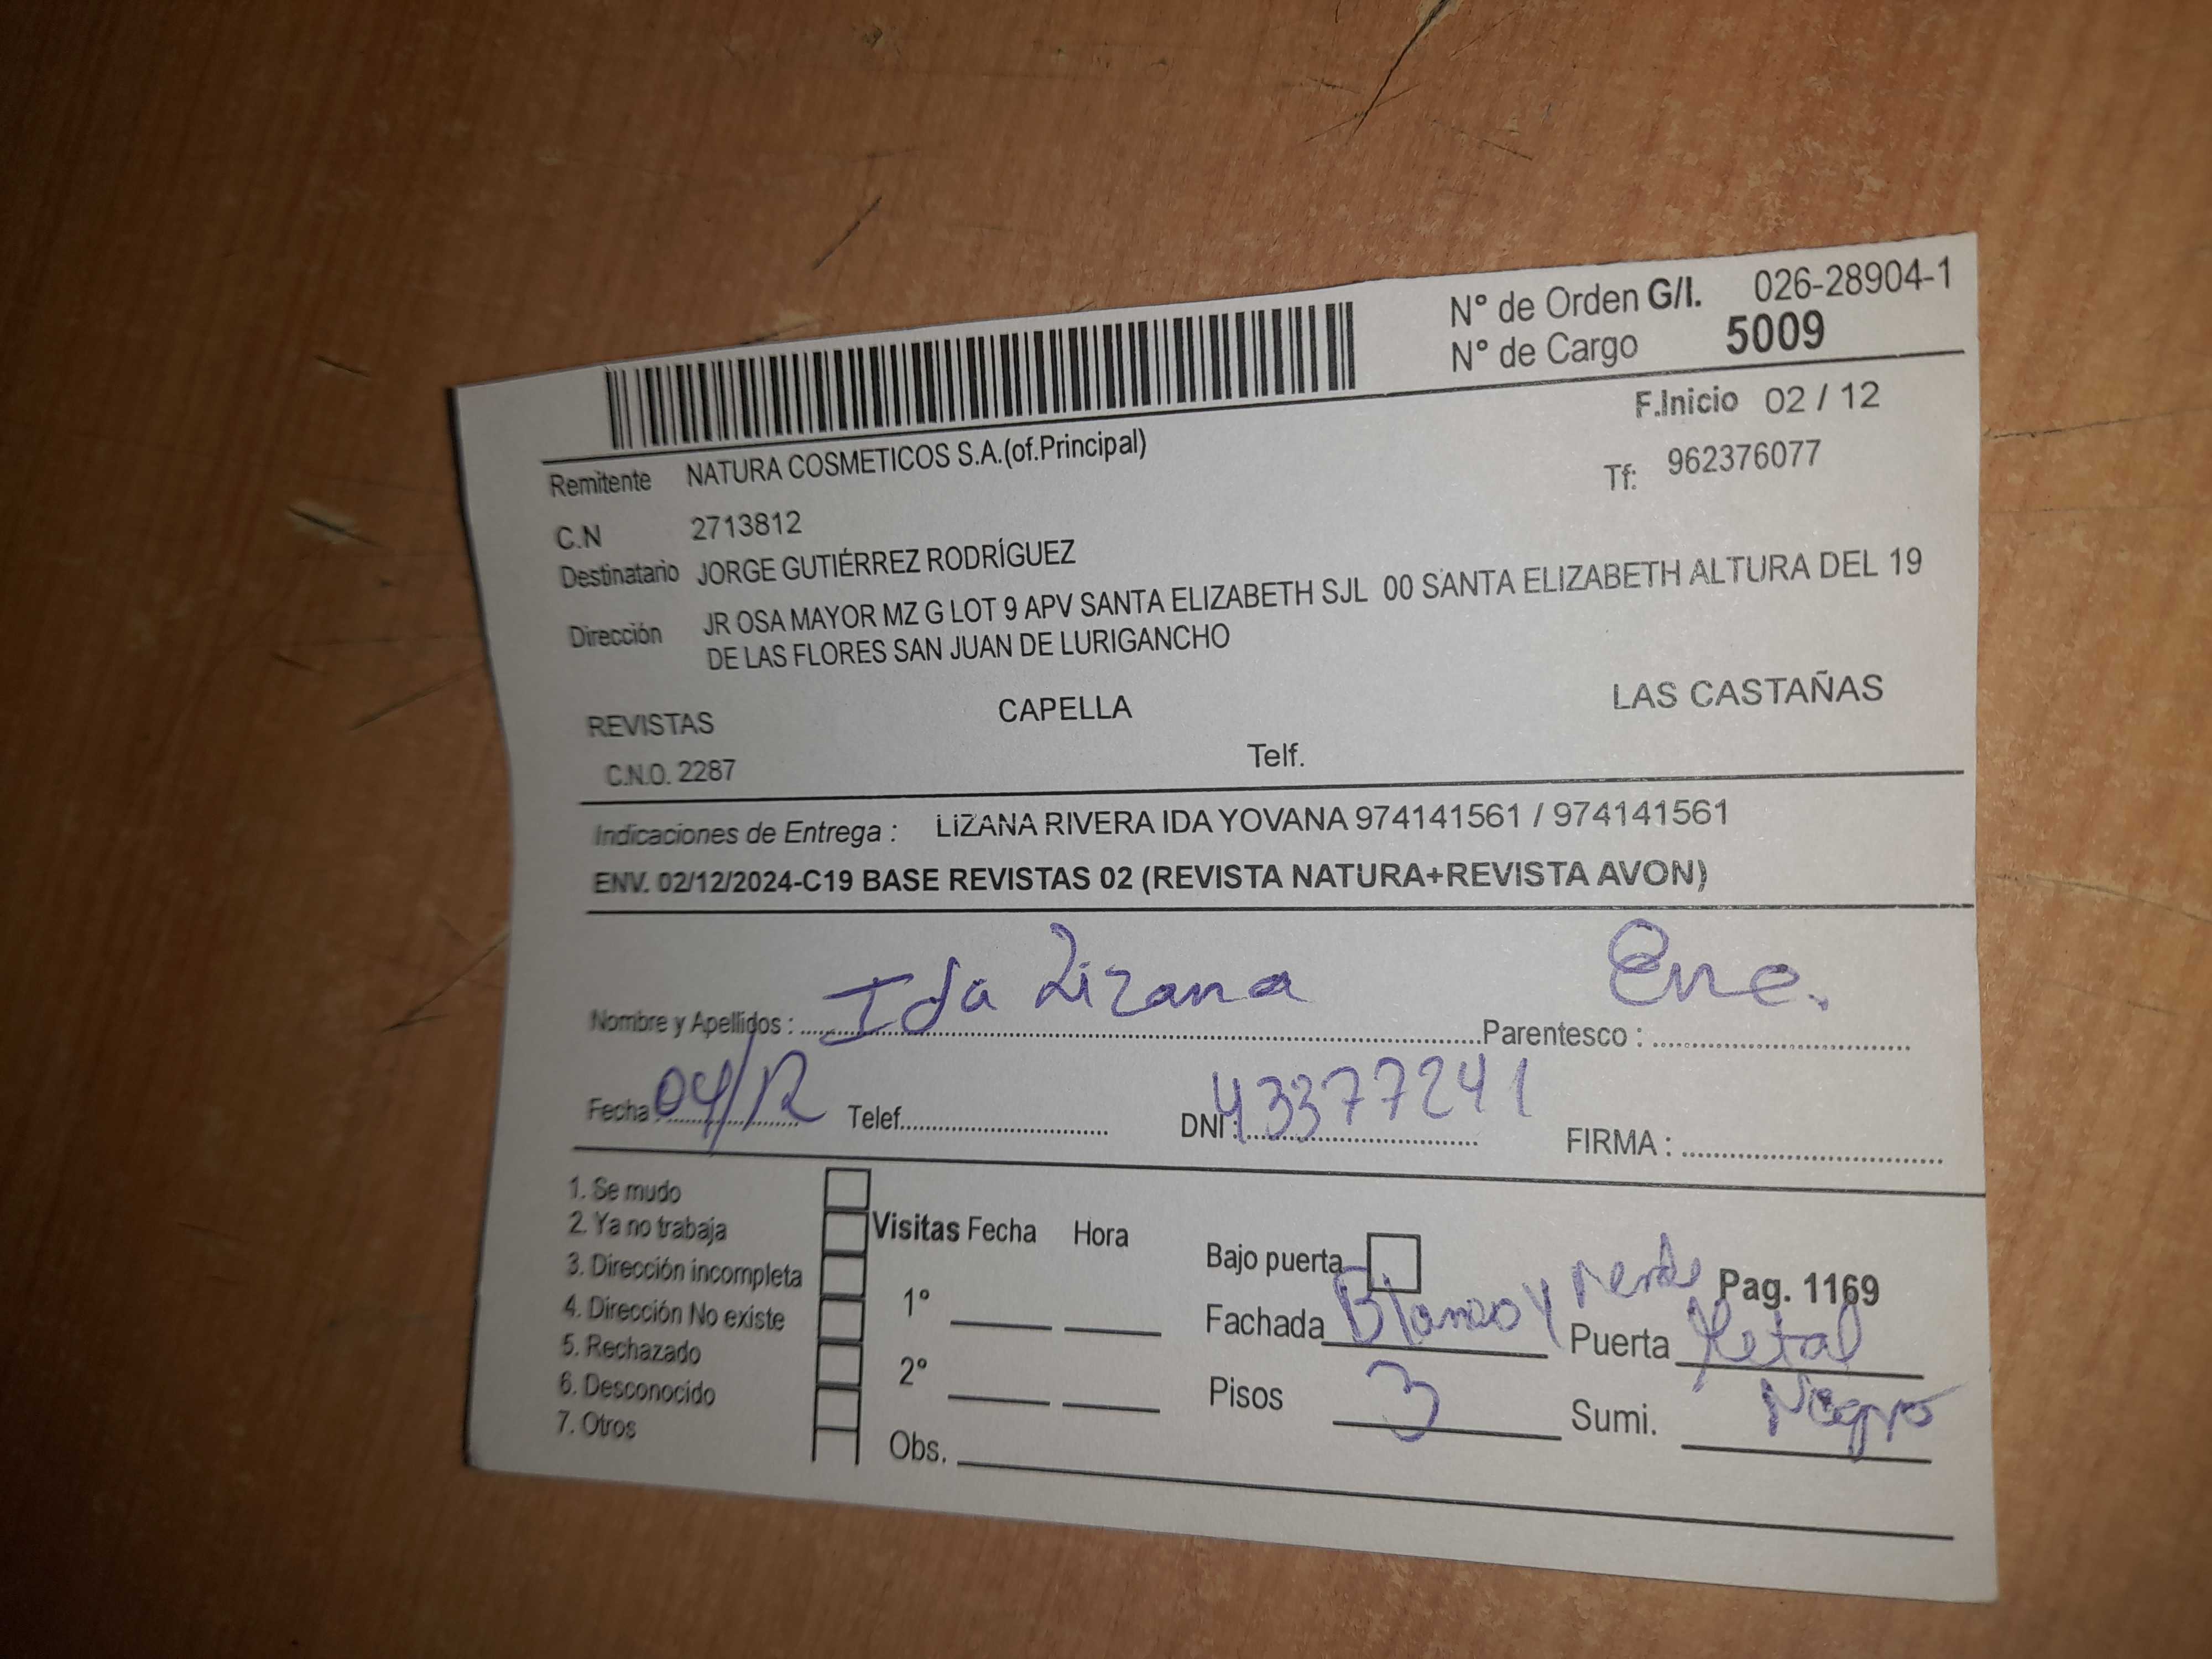 N° de Orden G/I. 026-28904-1
N° de Cargo 5009
F.Inicio 02 / 12
Remitente NATURA COSMETICOS S.A.(of.Principal)
Tf: 962376077
C.N 2713812
Destinatario JORGE GUTIÉRREZ RODRÍGUEZ
Dirección JR OSA MAYOR MZ G LOT 9 APV SANTA ELIZABETH SJL 00 SANTA ELIZABETH ALTURA DEL 19
DE LAS FLORES SAN JUAN DE LURIGANCHO
REVISTAS CAPELLA LAS CASTAÑAS
C.N.O. 2287 Telf.
Indicaciones de Entrega : LIZANA RIVERA IDA YOVANA 974141561 / 974141561
ENV. 02/12/2024-C19 BASE REVISTAS 02 (REVISTA NATURA+REVISTA AVON)
Nombre y Apellidos : Ida Lizana Parentesco : Ene.
Fecha : 04/12 Telef. DNI : 43377241 FIRMA :
1. Se mudo
2. Ya no trabaja Visitas Fecha Hora
3. Dirección incompleta Bajo puerta
4. Dirección No existe 1° Fachada Blanco y Verde Pag. 1169
5. Rechazado Puerta Metal
6. Desconocido 2° Pisos 3 Sumi. Negro
7. Otros Obs.